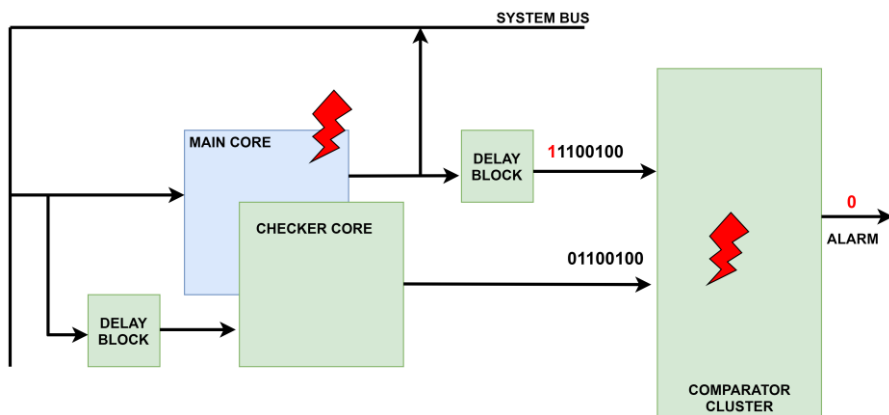 SYSTEM BUS
MAIN CORE
DELAY
BLOCK
11100100
0
ALARM
CHECKER CORE
01100100
DELAY
BLOCK
COMPARATOR
CLUSTER